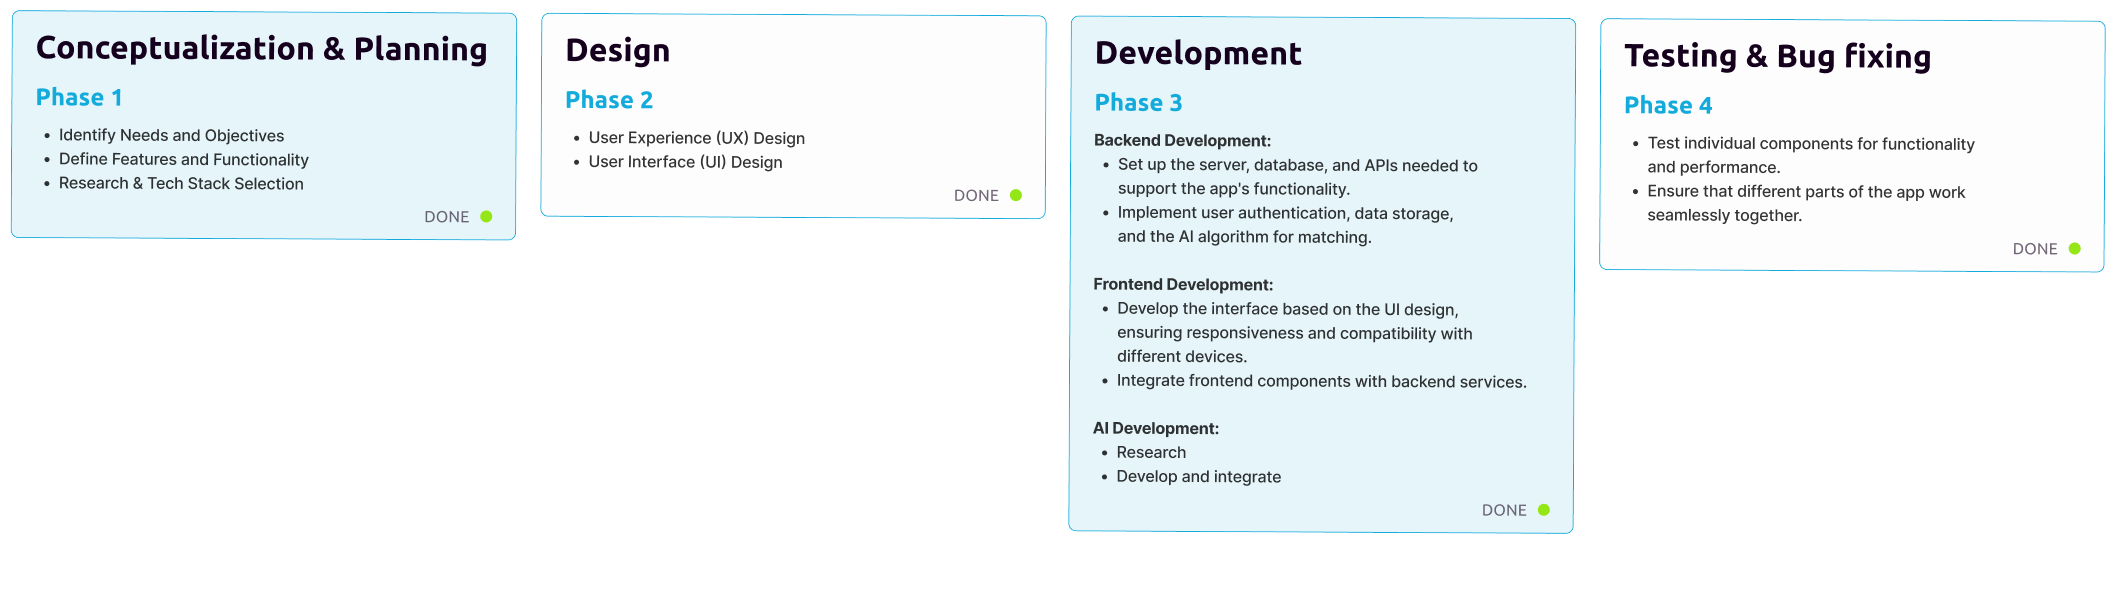 Conceptualization & Planning
Phase 1
• Identify Needs and Objectives
• Define Features and Functionality
• Research & Tech Stack Selection
DONE
Design
Phase 2
• User Experience (UX) Design
• User Interface (UI) Design
DONE
Development
Phase 3
Backend Development:
• Set up the server, database, and APIs needed to
support the app's functionality.
• Implement user authentication, data storage,
and the AI algorithm for matching.
Frontend Development:
• Develop the interface based on the UI design,
ensuring responsiveness and compatibility with
different devices.
• Integrate frontend components with backend services.
AI Development:
• Research
• Develop and integrate
DONE
Testing & Bug fixing
Phase 4
• Test individual components for functionality
and performance.
• Ensure that different parts of the app work
seamlessly together.
DONE